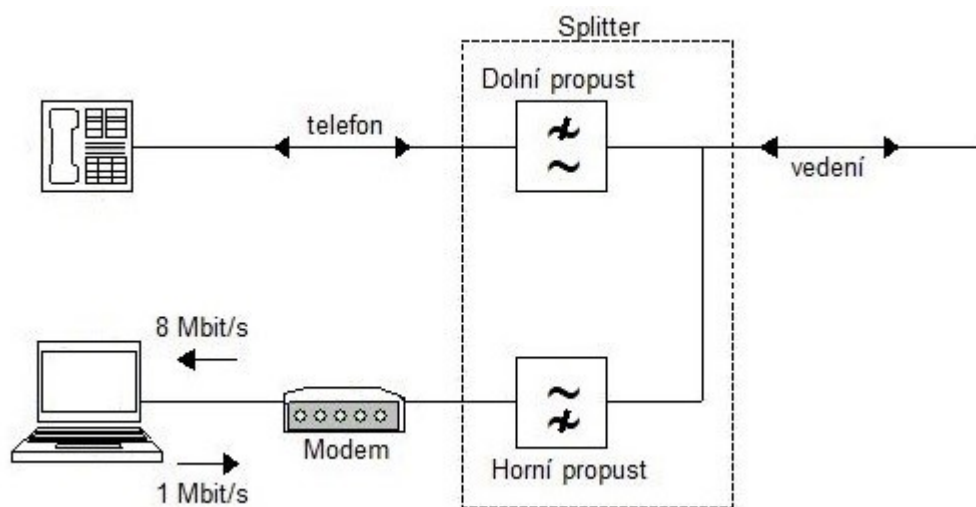 Splitter
Dolní propust
telefon
vedení
8 Mbit/s
Modem
Horní propust
1 Mbit/s